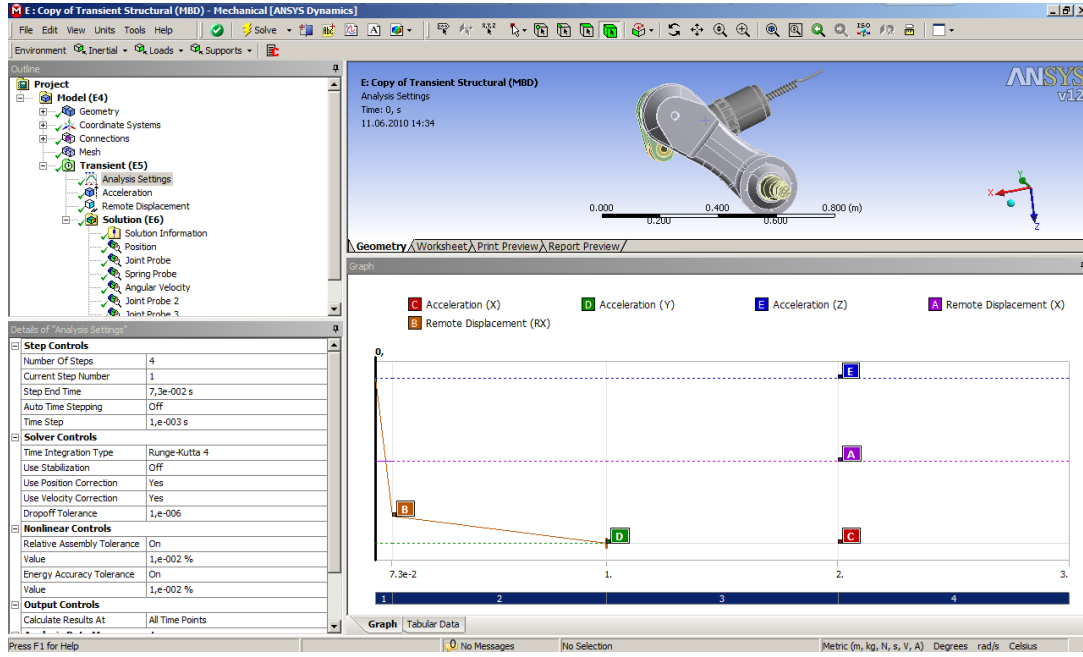 E : Copy of Transient Structural (MBD) - Mechanical [ANSYS Dynamics]
File Edit View Units Tools Help Solve
Environment Inertial Loads Supports
Outline
Project
Model (E4)
Geometry
Coordinate Systems
Connections
Mesh
Transient (E5)
Analysis Settings
Acceleration
Remote Displacement
Solution (E6)
Solution Information
Position
Joint Probe
Spring Probe
Angular Velocity
Joint Probe 2
Joint Probe 3
Details of "Analysis Settings"
Step Controls
Number Of Steps 4
Current Step Number 1
Step End Time 7,3e-002 s
Auto Time Stepping Off
Time Step 1,e-003 s
Solver Controls
Time Integration Type Runge-Kutta 4
Use Stabilization Off
Use Position Correction Yes
Use Velocity Correction Yes
Dropoff Tolerance 1,e-006
Nonlinear Controls
Relative Assembly Tolerance On
Value 1,e-002 %
Energy Accuracy Tolerance On
Value 1,e-002 %
Output Controls
Calculate Results At All Time Points
E: Copy of Transient Structural (MBD)
Analysis Settings
Time: 0, s
11.06.2010 14:34
ANSYS
v12
0.000 0.400 0.800 (m)
0.200 0.600
X Y Z
Geometry Worksheet Print Preview Report Preview
Graph
C Acceleration (X) D Acceleration (Y) E Acceleration (Z) A Remote Displacement (X)
B Remote Displacement (RX)
0,
E
A
B
D C
7.3e-2 1. 2. 3.
1 2 3 4
Graph Tabular Data
Press F1 for Help 0 No Messages No Selection Metric (m, kg, N, s, V, A) Degrees rad/s Celsius